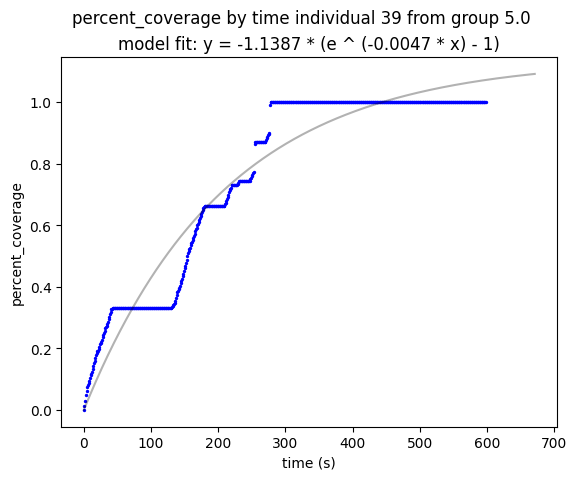 percent_coverage by time individual 39 from group 5.0
model fit: y = -1.1387 * (e ^ (-0.0047 * x) - 1)
percent_coverage
1.0
0.8
0.6
0.4
0.2
0.0
0 100 200 300 400 500 600 700
time (s)